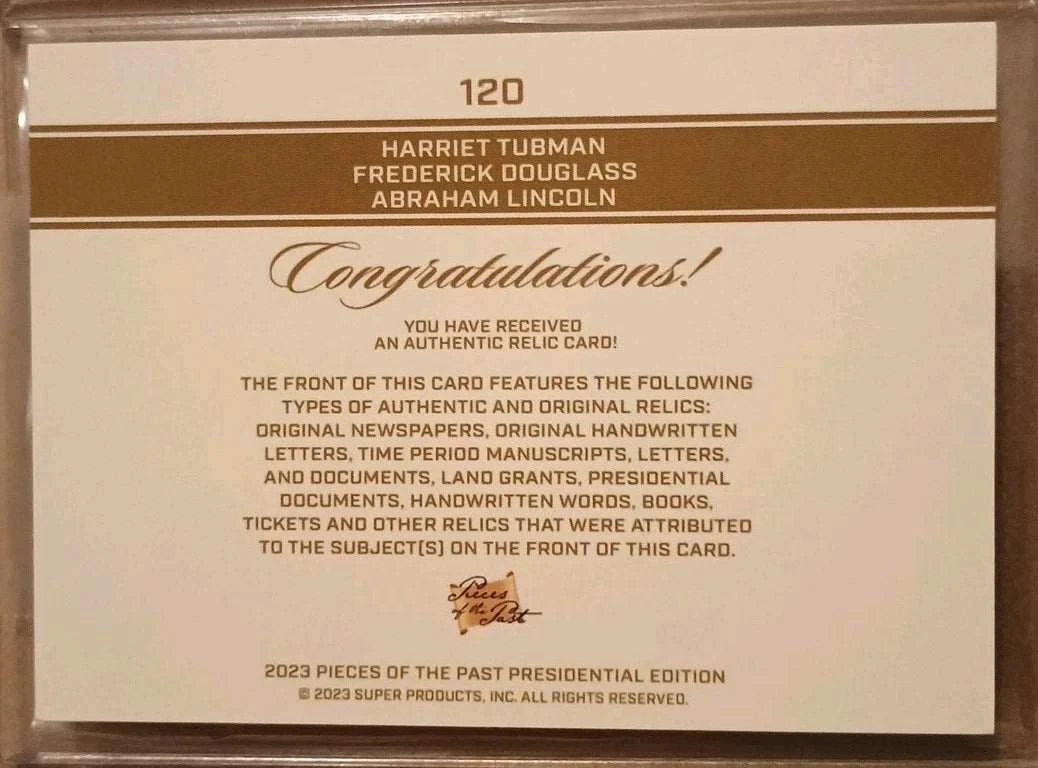 120
HARRIET TUBMAN
FREDERICK DOUGLASS
ABRAHAM LINCOLN
Congratulations!
YOU HAVE RECEIVED
AN AUTHENTIC RELIC CARD!
THE FRONT OF THIS CARD FEATURES THE FOLLOWING
TYPES OF AUTHENTIC AND ORIGINAL RELICS:
ORIGINAL NEWSPAPERS, ORIGINAL HANDWRITTEN
LETTERS, TIME PERIOD MANUSCRIPTS, LETTERS,
AND DOCUMENTS, LAND GRANTS, PRESIDENTIAL
DOCUMENTS, HANDWRITTEN WORDS, BOOKS,
TICKETS AND OTHER RELICS THAT WERE ATTRIBUTED
TO THE SUBJECT(S) ON THE FRONT OF THIS CARD.
Pieces
of the Past
2023 PIECES OF THE PAST PRESIDENTIAL EDITION
© 2023 SUPER PRODUCTS, INC. ALL RIGHTS RESERVED.